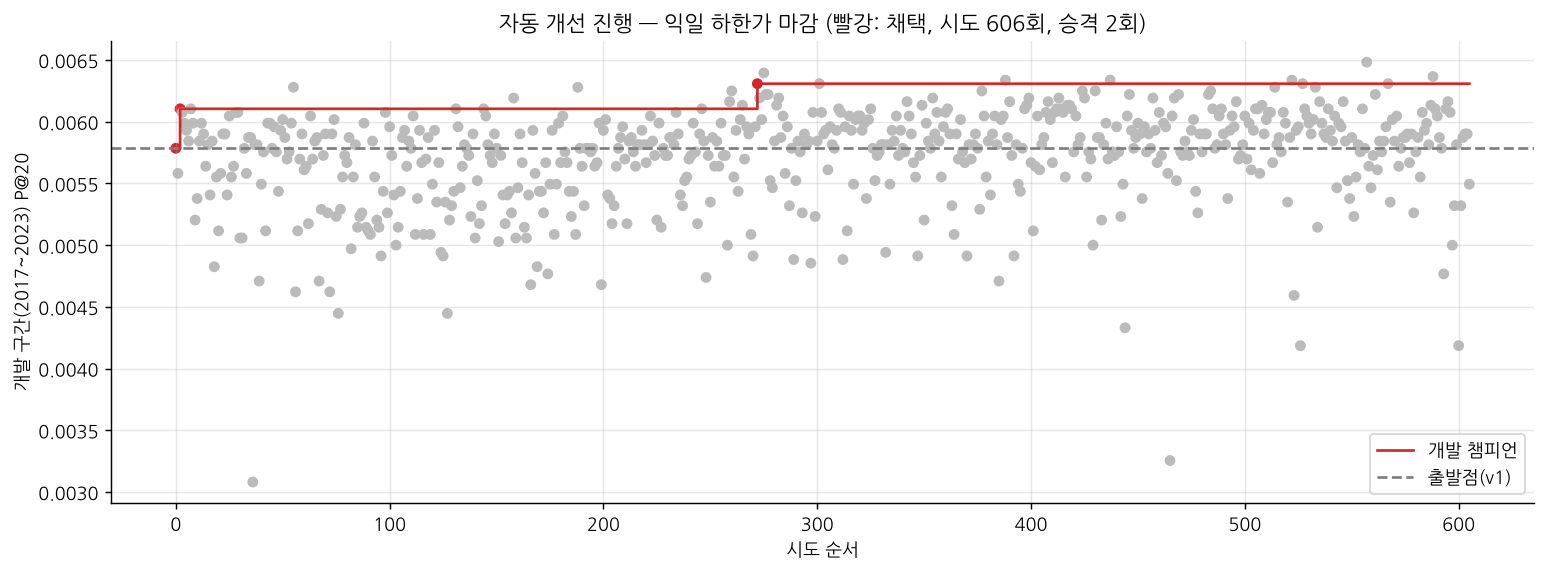 자동 개선 진행 — 익일 하한가 마감 (빨강: 채택, 시도 606회, 승격 2회)
개발 구간(2017~2023) P@20
0.0065
0.0060
0.0055
0.0050
0.0045
0.0040
0.0035
0.0030
개발 챔피언
출발점(v1)
0 100 200 300 400 500 600
시도 순서